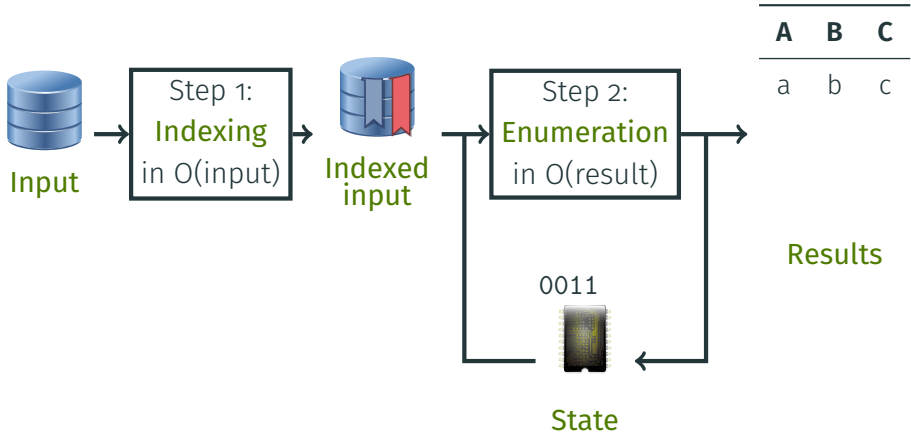 Input
Step 1:
Indexing
in O(input)
Indexed
input
Step 2:
Enumeration
in O(result)
A B C
a b c
Results
0011
State